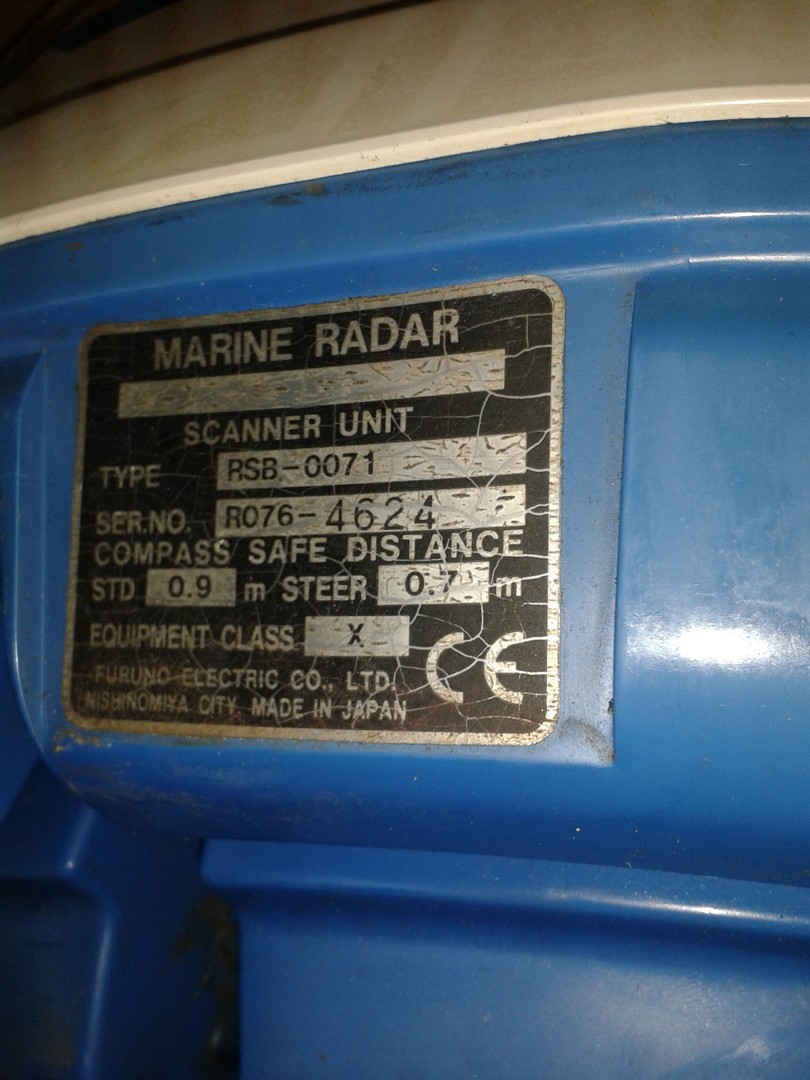 MARINE RADAR
SCANNER UNIT
TYPE RSB-0071
SER.NO. R076-4624
COMPASS SAFE DISTANCE
STD 0.9 m STEER 0.7 m
EQUIPMENT CLASS X
CE
FURUNO ELECTRIC CO., LTD.
NISHINOMIYA CITY MADE IN JAPAN